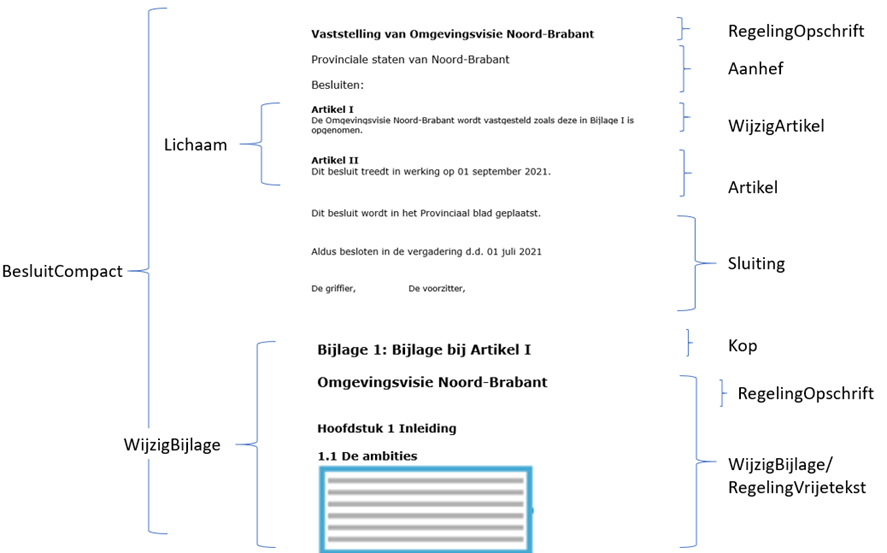 Vaststelling van Omgevingsvisie Noord-Brabant
RegelingOpschrift
Provinciale staten van Noord-Brabant
Aanhef
Besluiten:
Artikel I
De Omgevingsvisie Noord-Brabant wordt vastgesteld zoals deze in Bijlage I is
opgenomen.
WijzigArtikel
Lichaam
Artikel II
Dit besluit treedt in werking op 01 september 2021.
Artikel
Dit besluit wordt in het Provinciaal blad geplaatst.
Aldus besloten in de vergadering d.d. 01 juli 2021
Sluiting
BesluitCompact
De griffier, De voorzitter,
Bijlage 1: Bijlage bij Artikel I
Kop
Omgevingsvisie Noord-Brabant
RegelingOpschrift
Hoofdstuk 1 Inleiding
WijzigBijlage
1.1 De ambities
WijzigBijlage/
RegelingVrijetekst